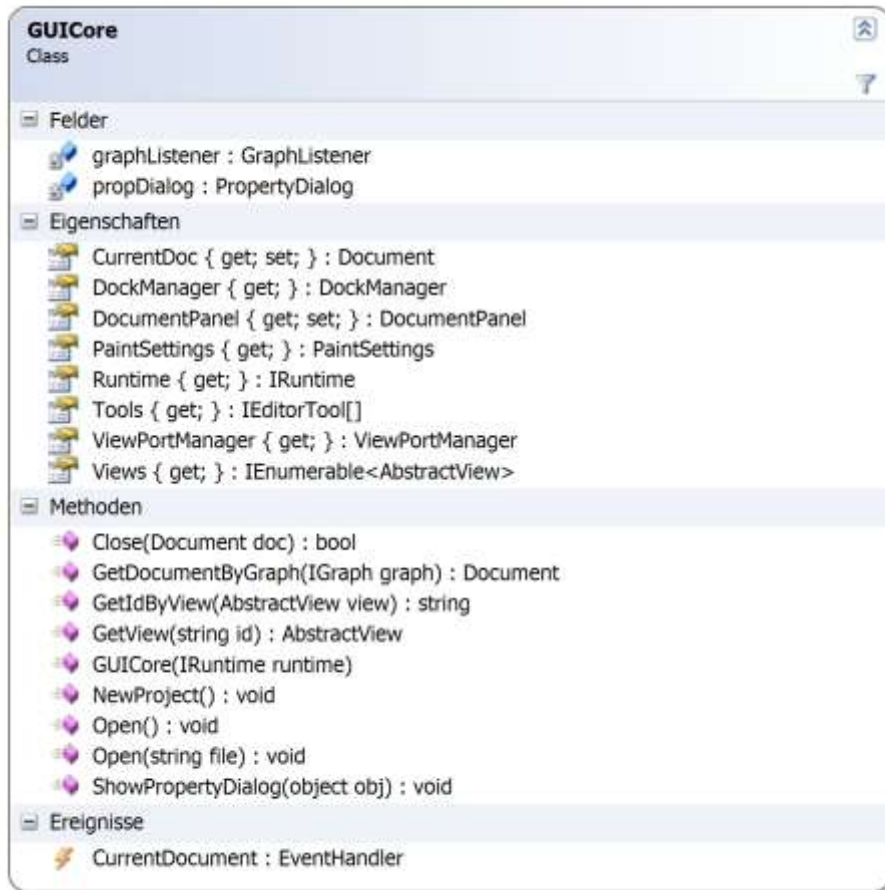 GUICore
Class
Felder
graphListener : GraphListener
propDialog : PropertyDialog
Eigenschaften
CurrentDoc { get; set; } : Document
DockManager { get; } : DockManager
DocumentPanel { get; set; } : DocumentPanel
PaintSettings { get; } : PaintSettings
Runtime { get; } : IRuntime
Tools { get; } : IEditorTool[]
ViewPortManager { get; } : ViewPortManager
Views { get; } : IEnumerable<AbstractView>
Methoden
Close(Document doc) : bool
GetDocumentByGraph(IGraph graph) : Document
GetIdByView(AbstractView view) : string
GetView(string id) : AbstractView
GUICore(IRuntime runtime)
NewProject() : void
Open() : void
Open(string file) : void
ShowPropertyDialog(object obj) : void
Ereignisse
CurrentDocument : EventHandler